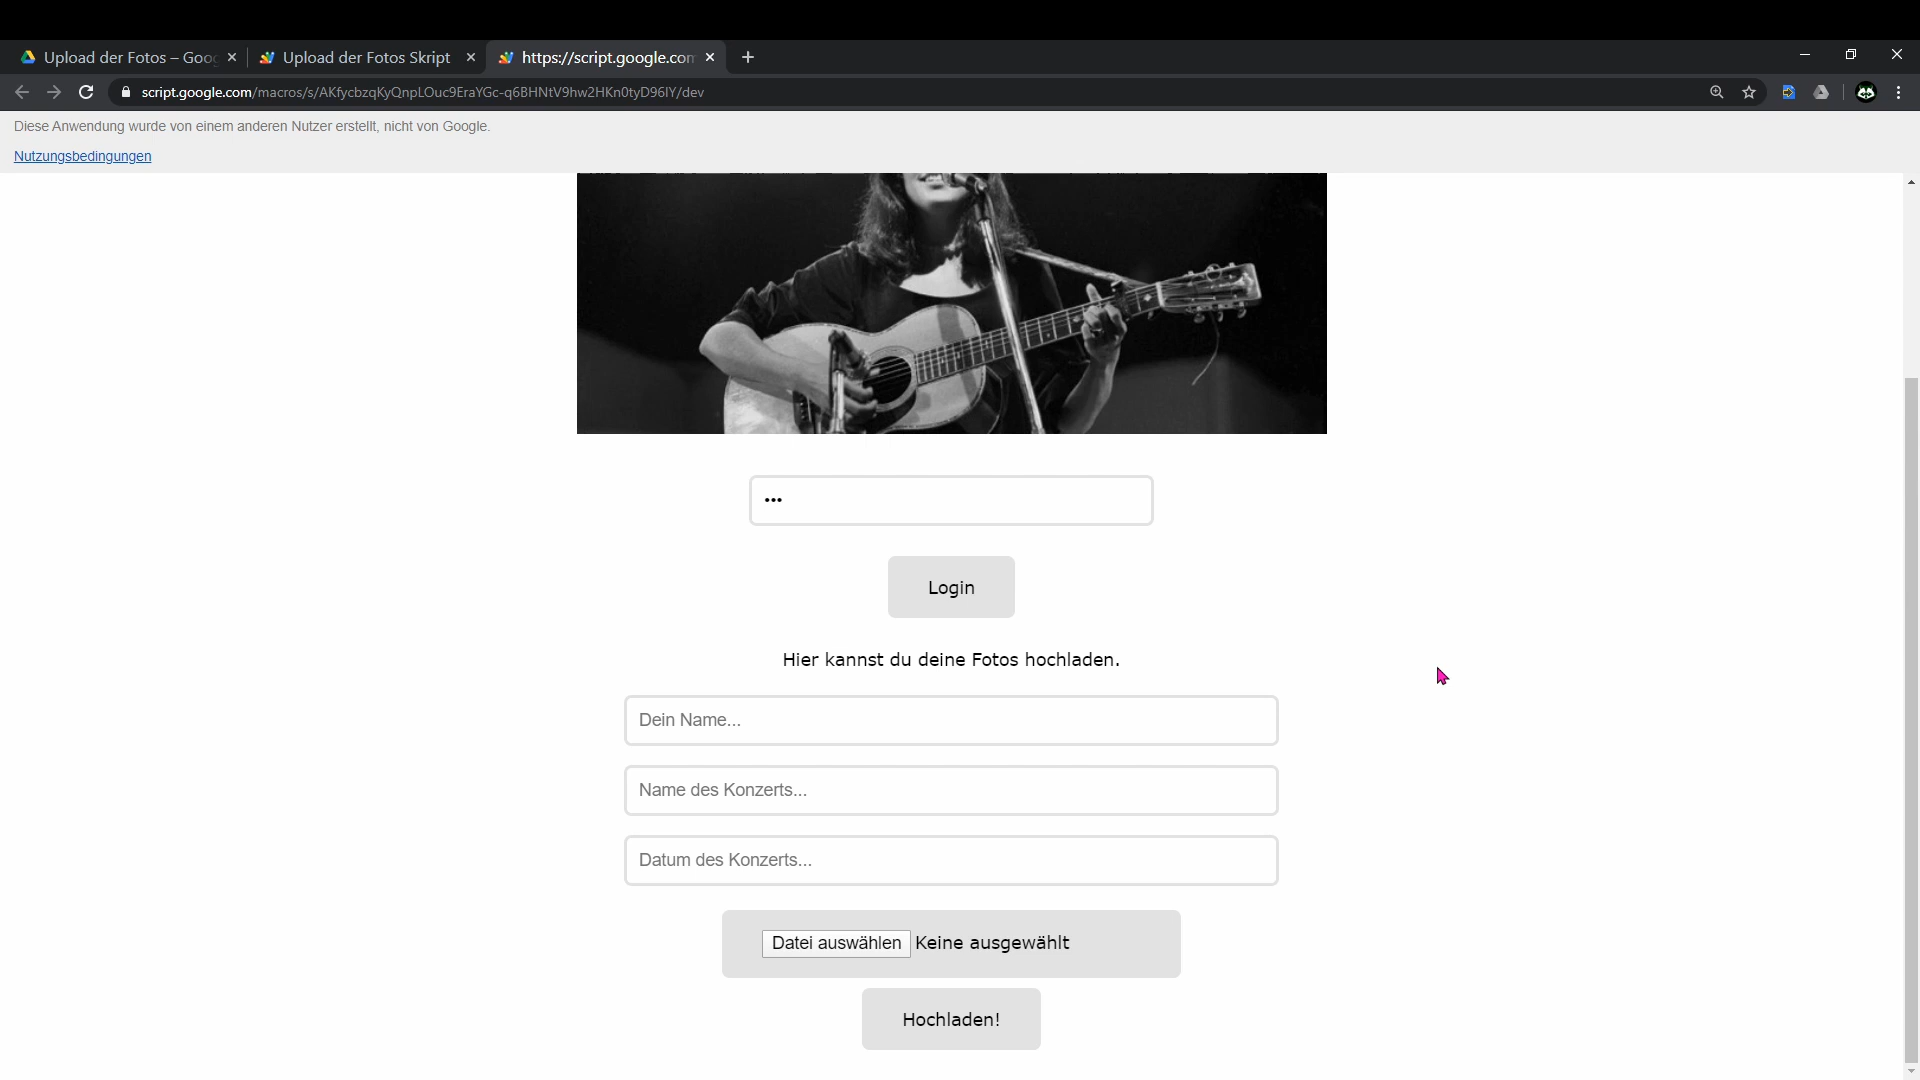 Upload der Fotos – Goog
Upload der Fotos Skript
https://script.google.com
script.google.com/macros/s/AKfycbzqKyQnpLOuc9EraYGc-q6BHNtV9hw2HKn0tyD96lY/dev
Diese Anwendung wurde von einem anderen Nutzer erstellt, nicht von Google.
Nutzungsbedingungen
•••
Login
Hier kannst du deine Fotos hochladen.
Dein Name...
Name des Konzerts...
Datum des Konzerts...
Datei auswählen Keine ausgewählt
Hochladen!